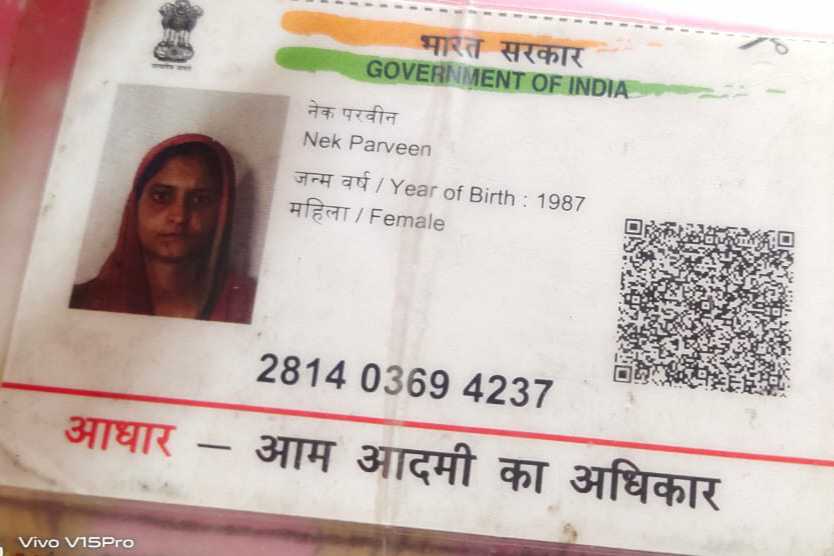 भारत सरकार
GOVERNMENT OF INDIA
नेक परवीन
Nek Parveen
जन्म वर्ष / Year of Birth : 1987
महिला / Female
2814 0369 4237
आधार – आम आदमी का अधिकार
Vivo V15Pro